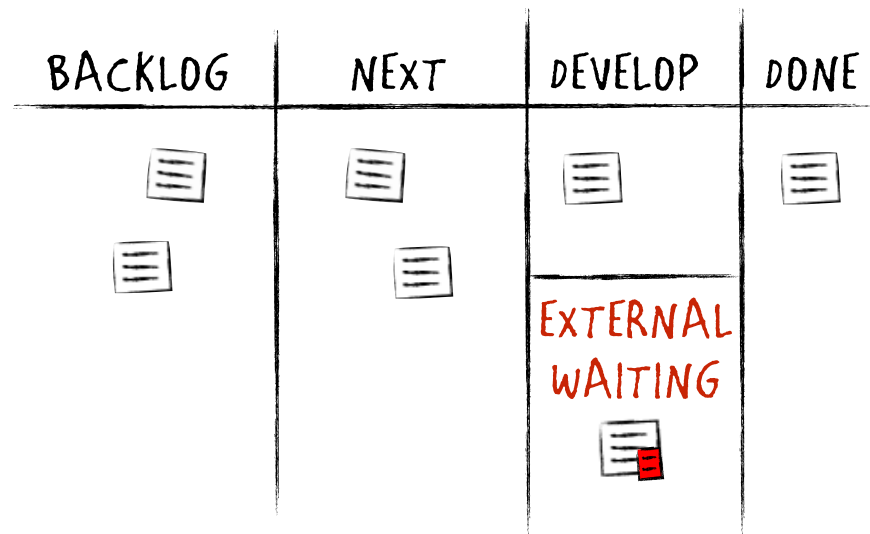 BACKLOG
NEXT
DEVELOP
DONE
EXTERNAL
WAITING